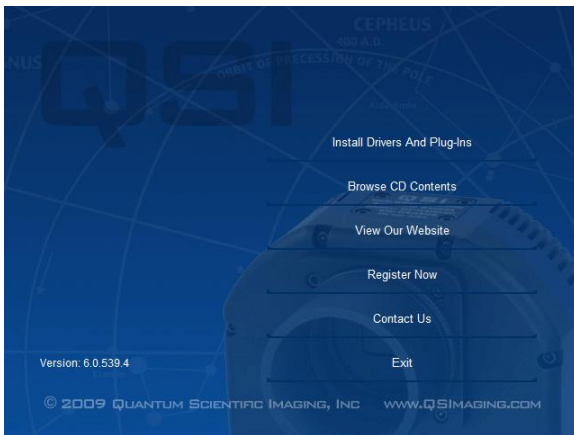 CEPHEUS
400 A.D.
NUS
ORBIT OF PRECESSION OF THE POLE
QSI
Install Drivers And Plug-Ins
Browse CD Contents
QSI
View Our Website
Register Now
Contact Us
Version: 6.0.539.4
Exit
© 2009 QUANTUM SCIENTIFIC IMAGING, INC WWW.QSIMAGING.COM